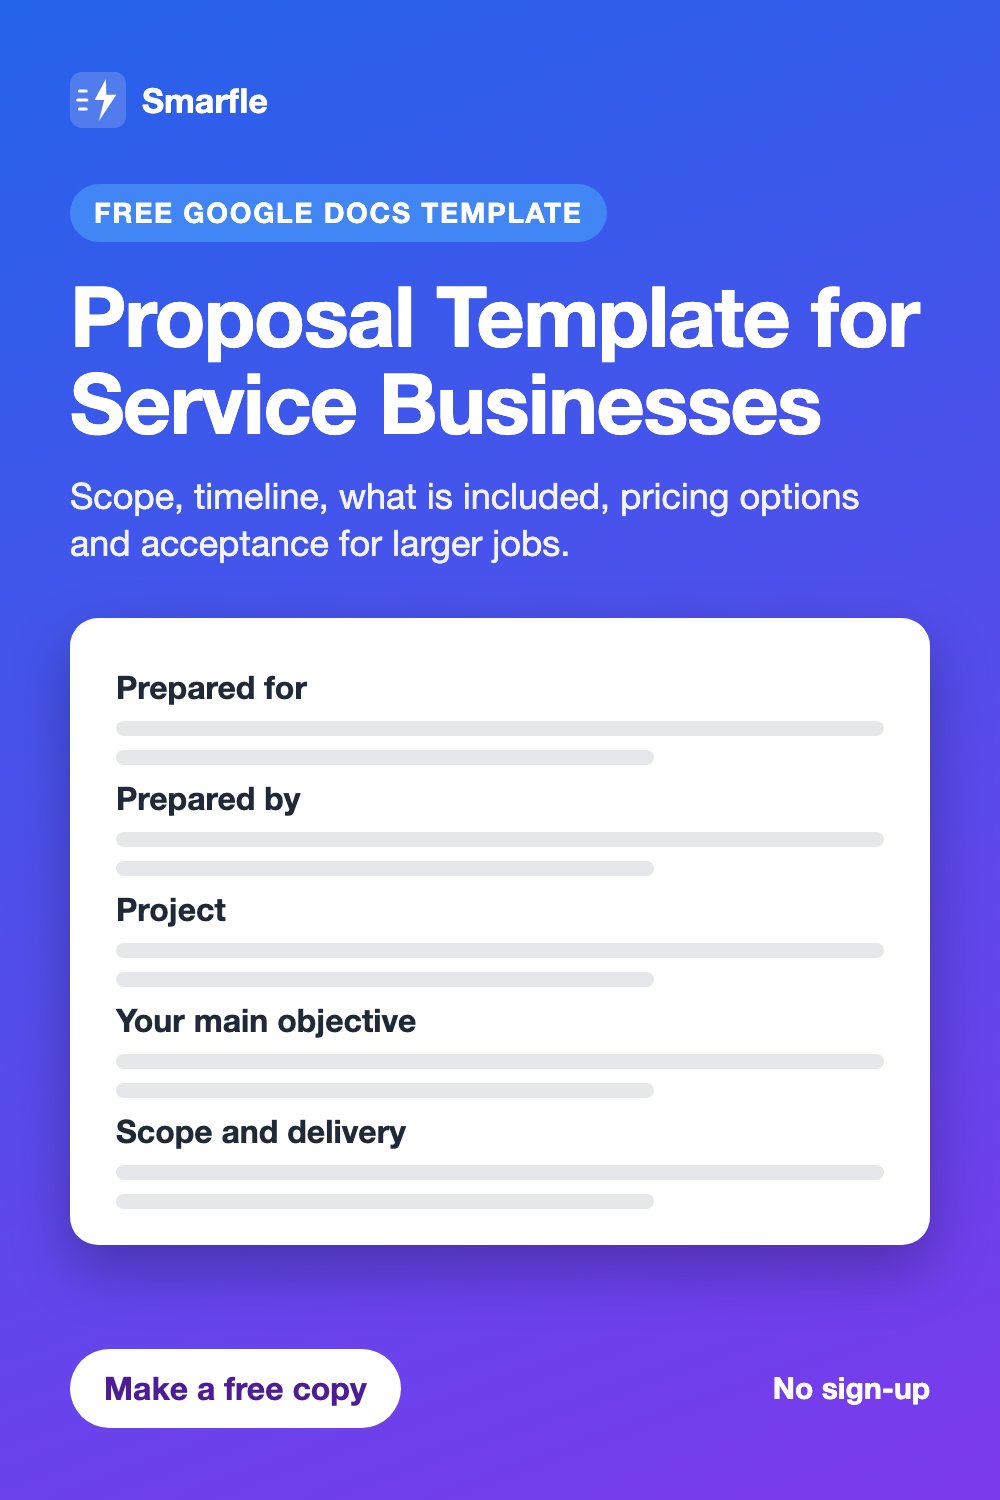 Smarfle
FREE GOOGLE DOCS TEMPLATE
Proposal Template for
Service Businesses
Scope, timeline, what is included, pricing options
and acceptance for larger jobs.
Prepared for
Prepared by
Project
Your main objective
Scope and delivery
Make a free copy
No sign-up